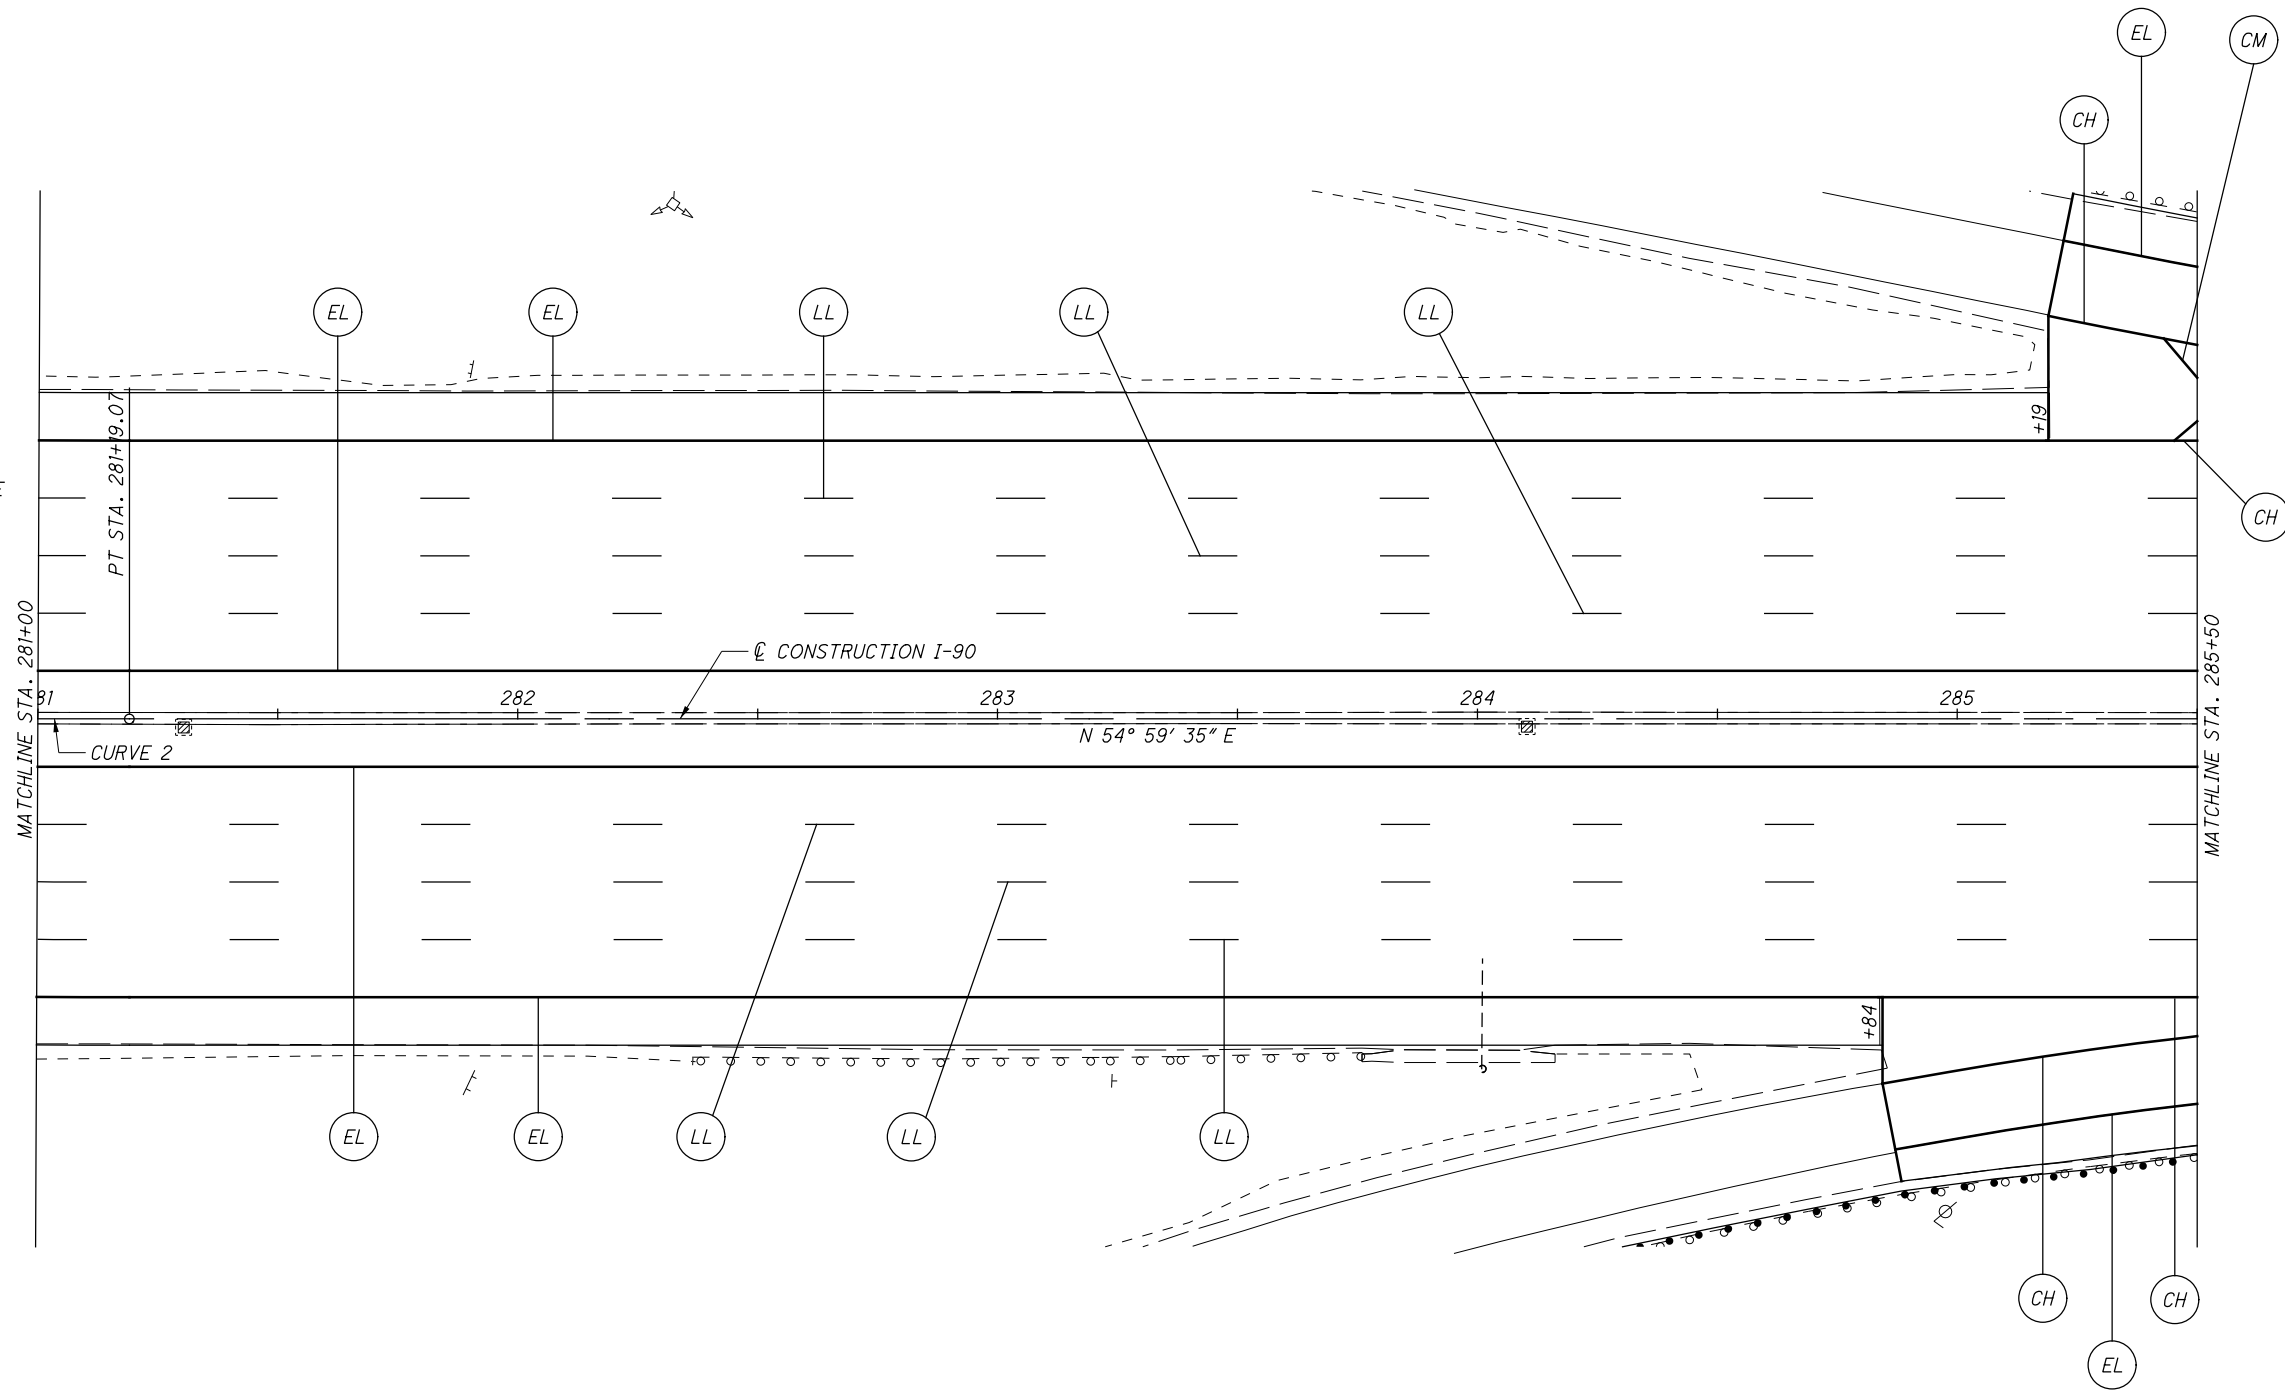 EL
CM
CH
EL
EL
LL
LL
LL
+19
PT STA. 281+19.07
CH
MATCHLINE STA. 281+00
MATCHLINE STA. 285+50
℄ CONSTRUCTION I-90
81
282
283
284
285
N 54° 59' 35" E
CURVE 2
+84
EL
EL
LL
LL
LL
CH
CH
EL